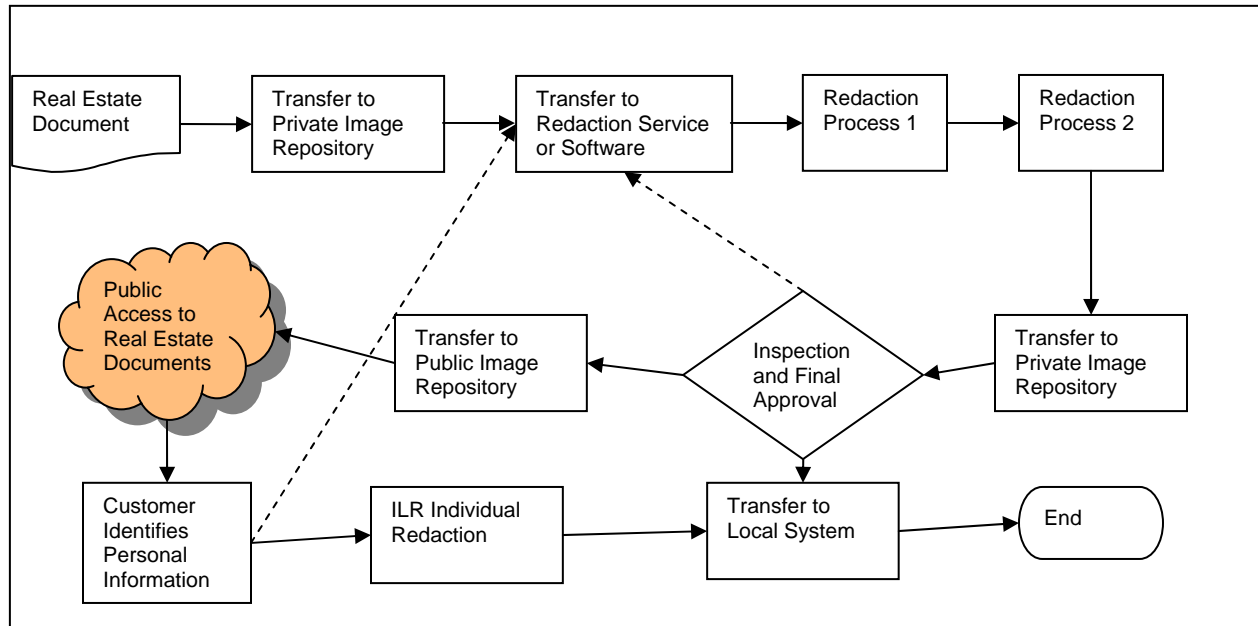 Real Estate
Document
Transfer to
Private Image
Repository
Transfer to
Redaction Service
or Software
Redaction
Process 1
Redaction
Process 2
Public
Access to
Real Estate
Documents
Transfer to
Public Image
Repository
Inspection
and Final
Approval
Transfer to
Private Image
Repository
Customer
Identifies
Personal
Information
ILR Individual
Redaction
Transfer to
Local System
End